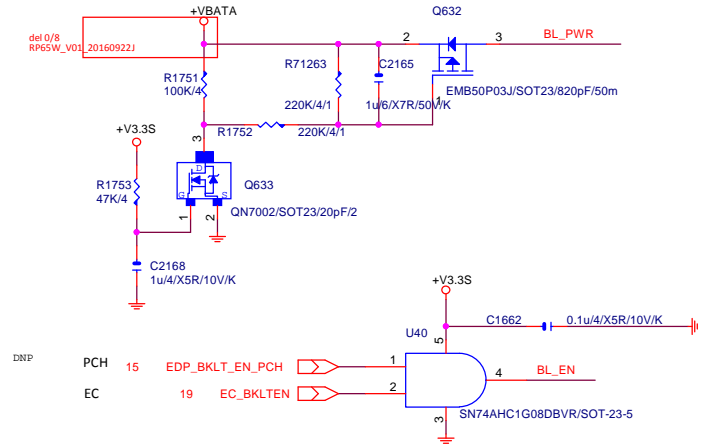 +VBATA
Q632
del 0/8
RP65W_V01_20160922J
2
3
BL_PWR
R1751
100K/4
R71263
C2165
1
EMB50P03J/SOT23/820pF/50m
220K/4/1
1u/6/X7R/50V/K
+V3.3S
R1752
220K/4/1
3
D
G
S
Q633
R1753
47K/4
1
2
QN7002/SOT23/20pF/2
C2168
1u/4/X5R/10V/K
+V3.3S
C1662
0.1u/4/X5R/10V/K
U40
5
DNP
PCH
15
EDP_BKLT_EN_PCH
1
4
BL_EN
EC
19
EC_BKLTEN
2
SN74AHC1G08DBVR/SOT-23-5
3